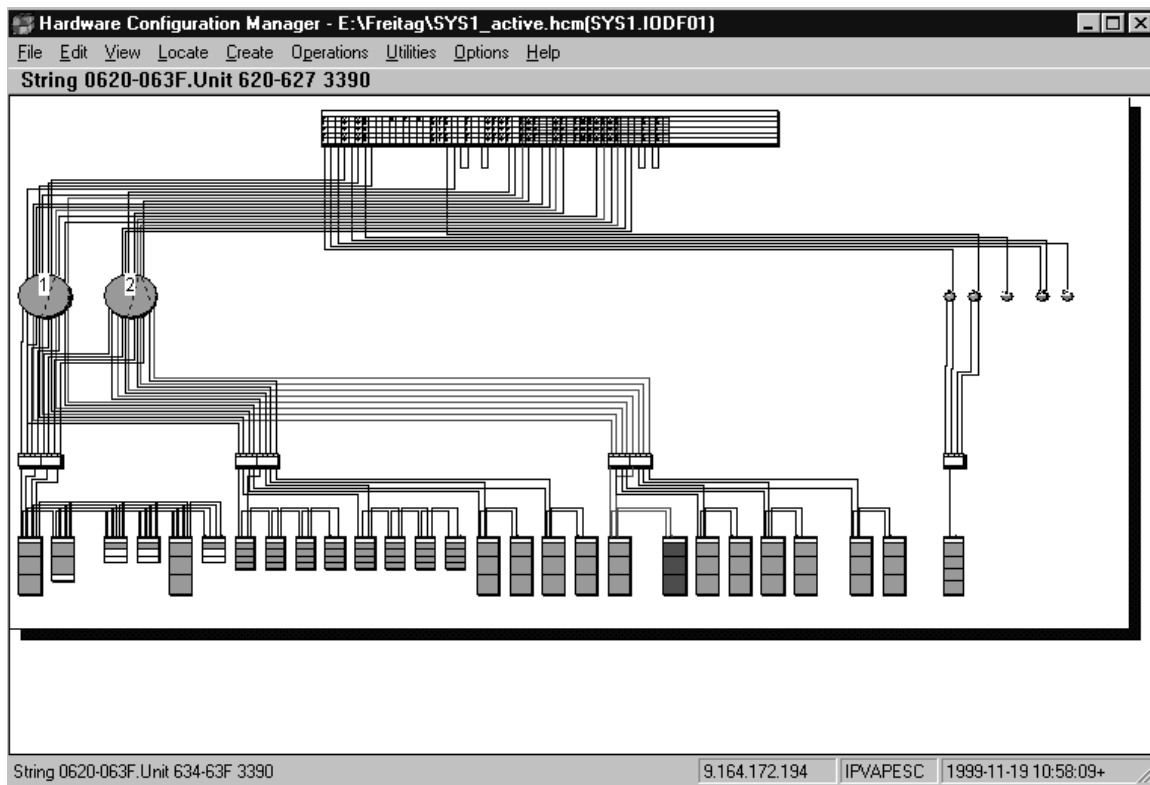 Hardware Configuration Manager - E:\Freitag\SYS1_active.hcm(SYS1.IODF01)
File Edit View Locate Create Operations Utilities Options Help
String 0620-063F.Unit 620-627 3390
1 2
String 0620-063F.Unit 634-63F 3390 9.164.172.194 IPVAPESC 1999-11-19 10:58:09+